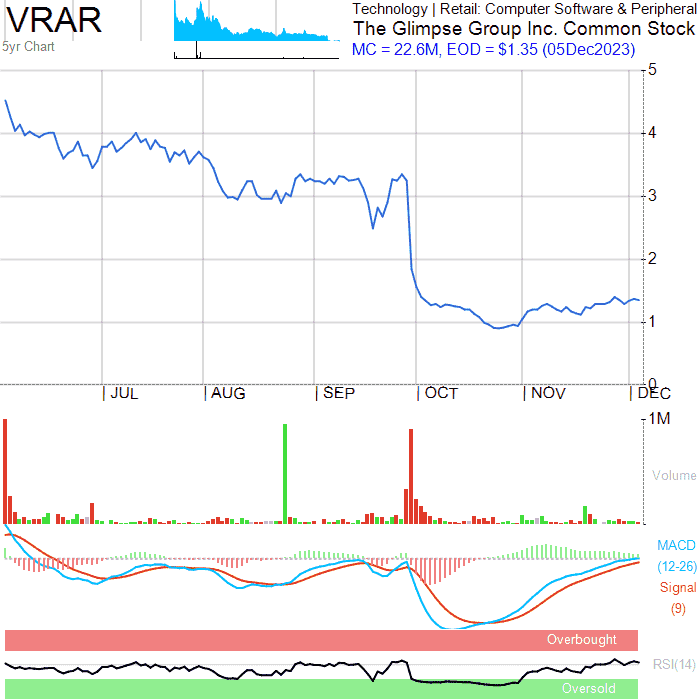 VRAR
5yr Chart
Technology | Retail: Computer Software & Peripheral
The Glimpse Group Inc. Common Stock
MC = 22.6M, EOD = $1.35 (05Dec2023)
5
4
3
2
1
0
JUL
AUG
SEP
OCT
NOV
DEC
1M
Volume
MACD
(12-26)
Signal
(9)
Overbought
RSI(14)
Oversold